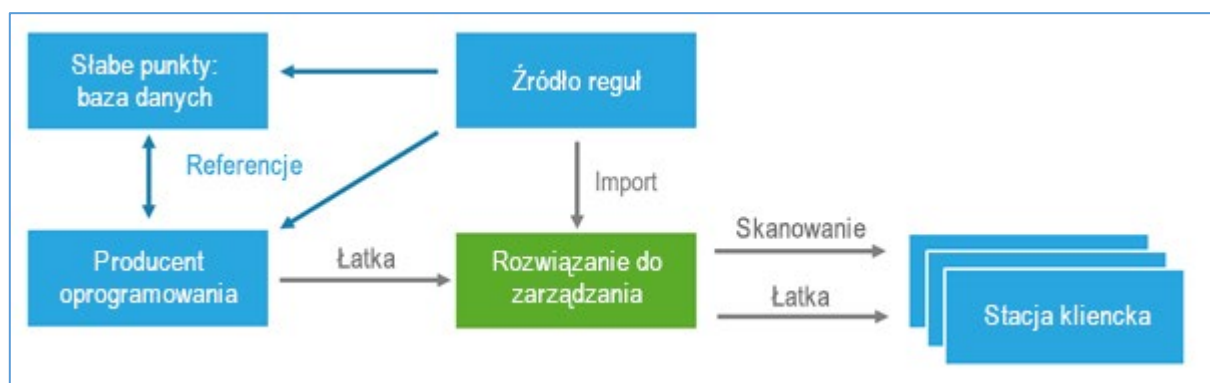 Słabe punkty:
baza danych
Źródło reguł
Referencje
Import
Producent
oprogramowania
Łatka
Rozwiązanie do
zarządzania
Skanowanie
Łatka
Stacja kliencka